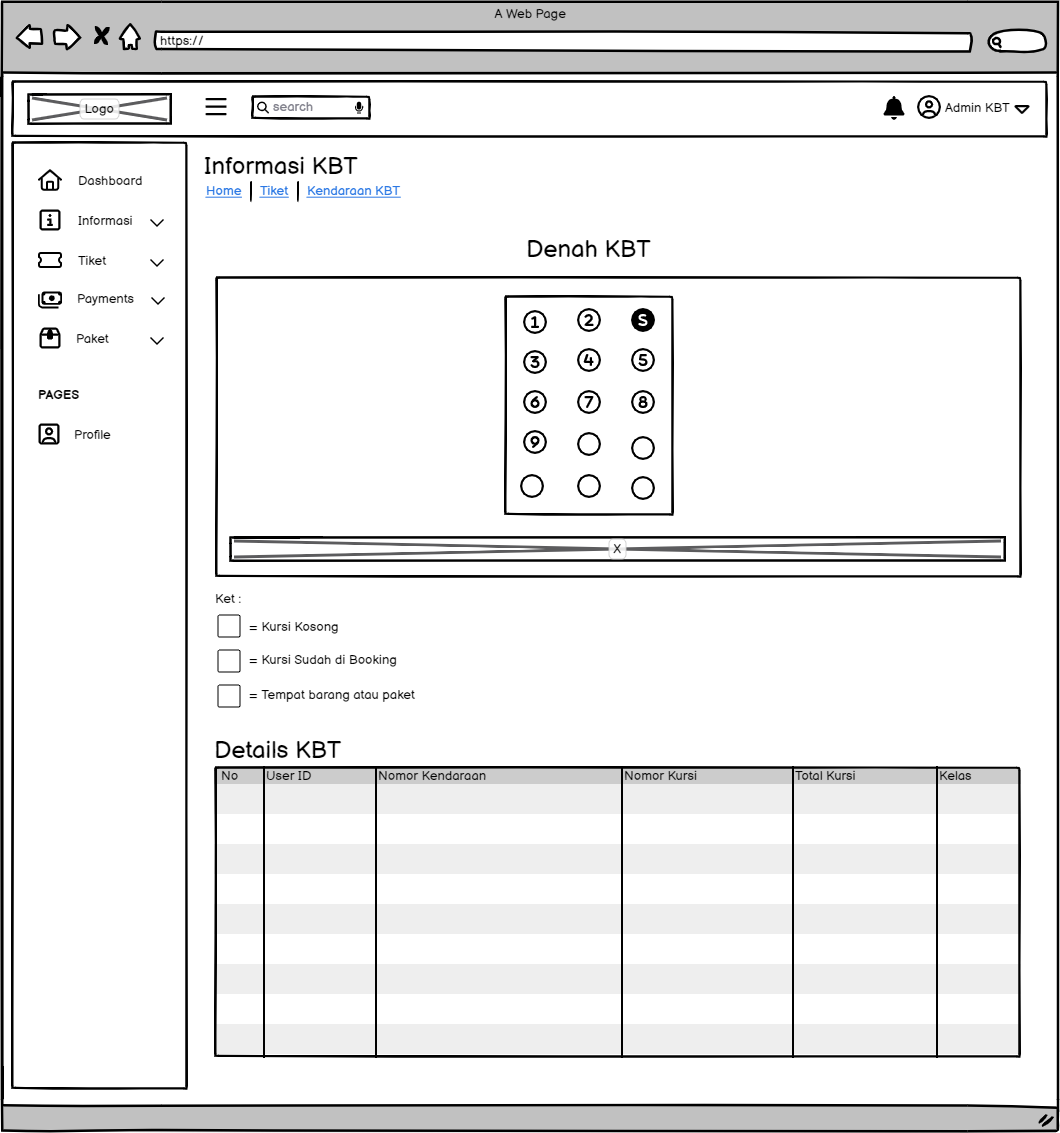 A Web Page
https://
Logo
search
Admin KBT
Dashboard
Informasi
Tiket
Payments
Paket
PAGES
Profile
Informasi KBT
Home Tiket Kendaraan KBT
Denah KBT
1 2 S
3 4 5
6 7 8
9
X
Ket :
= Kursi Kosong
= Kursi Sudah di Booking
= Tempat barang atau paket
Details KBT
No User ID Nomor Kendaraan Nomor Kursi Total Kursi Kelas